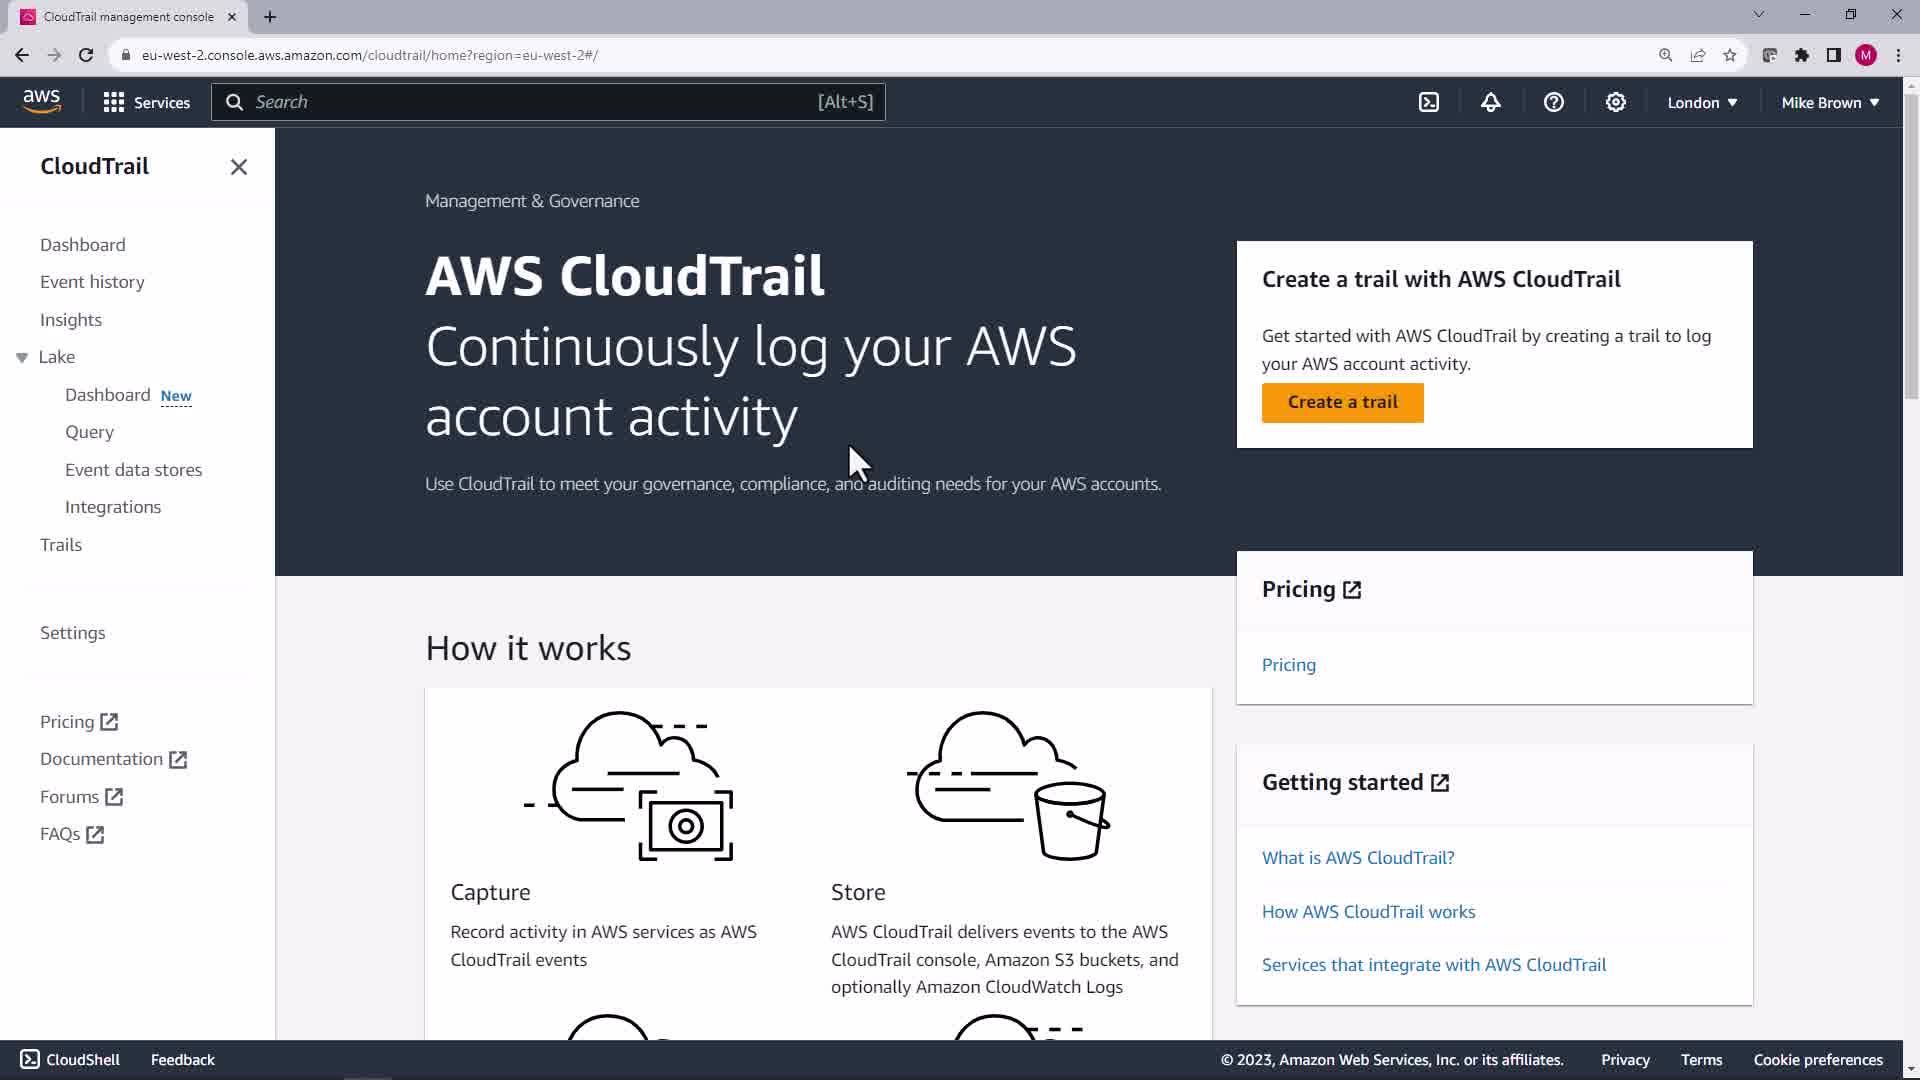 CloudTrail management console
eu-west-2.console.aws.amazon.com/cloudtrail/home?region=eu-west-2#/
M
aws
Services
Search
[Alt+S]
London
Mike Brown
CloudTrail
Dashboard
Event history
Insights
Lake
Dashboard New
Query
Event data stores
Integrations
Trails
Settings
Pricing
Documentation
Forums
FAQs
Management & Governance
AWS CloudTrail
Continuously log your AWS
account activity
Use CloudTrail to meet your governance, compliance, and auditing needs for your AWS accounts.
Create a trail with AWS CloudTrail
Get started with AWS CloudTrail by creating a trail to log
your AWS account activity.
Create a trail
Pricing
Pricing
Getting started
What is AWS CloudTrail?
How AWS CloudTrail works
Services that integrate with AWS CloudTrail
How it works
Capture
Record activity in AWS services as AWS
CloudTrail events
Store
AWS CloudTrail delivers events to the AWS
CloudTrail console, Amazon S3 buckets, and
optionally Amazon CloudWatch Logs
CloudShell
Feedback
© 2023, Amazon Web Services, Inc. or its affiliates.
Privacy
Terms
Cookie preferences